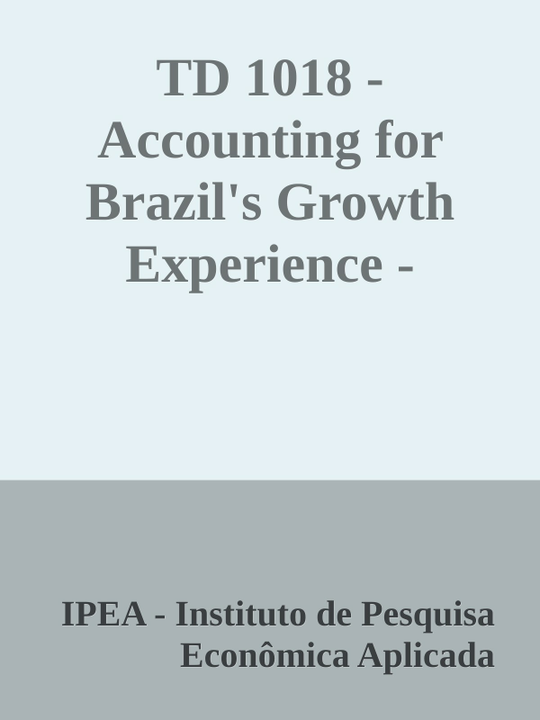 TD 1018 -
Accounting for
Brazil's Growth
Experience -
IPEA - Instituto de Pesquisa
Econômica Aplicada